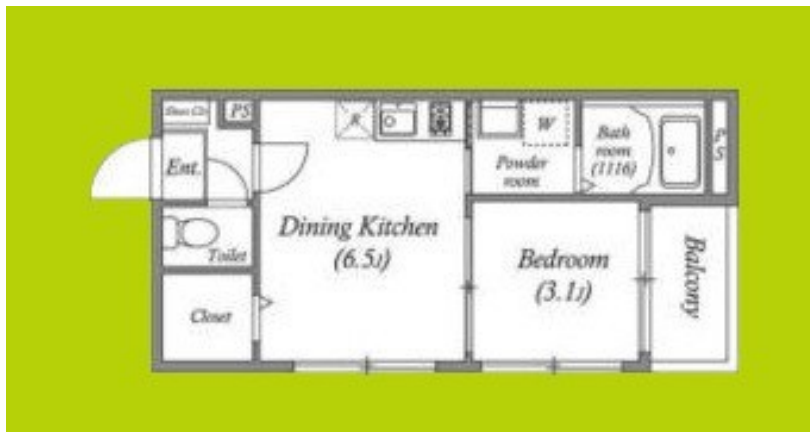 Shoes Clo
PS
Ent.
Toilet
Closet
Dining Kitchen
(6.5J)
R
W
Powder
room
Bath
room
(1116)
PS
Bedroom
(3.1J)
Balcony